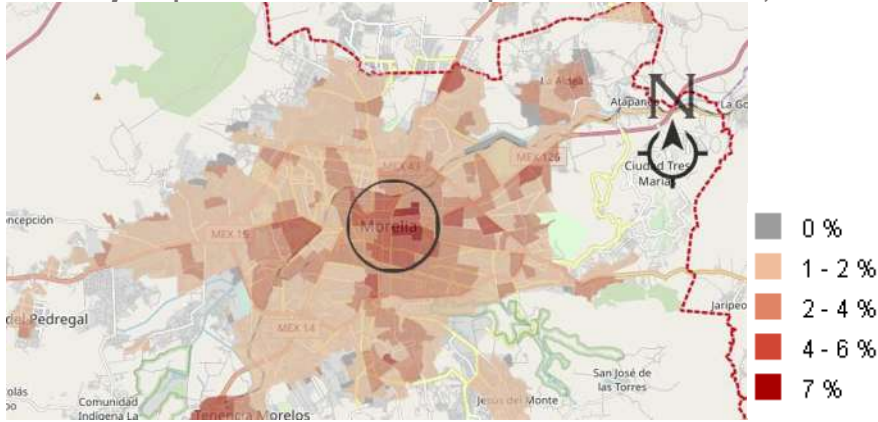 La Aldea
Atapaneo
N
La Go
MEX 43
MEX 126
Ciudad Tres
Marías
oncepción
MEX 15
Morelia
del Pedregal
MEX 14
Jaripeo
San José de
las Torres
Comunidad
Indigena La
Tenencia Morelos
Jesús del Monte
olás
oo
0 %
1 - 2 %
2 - 4 %
4 - 6 %
7 %